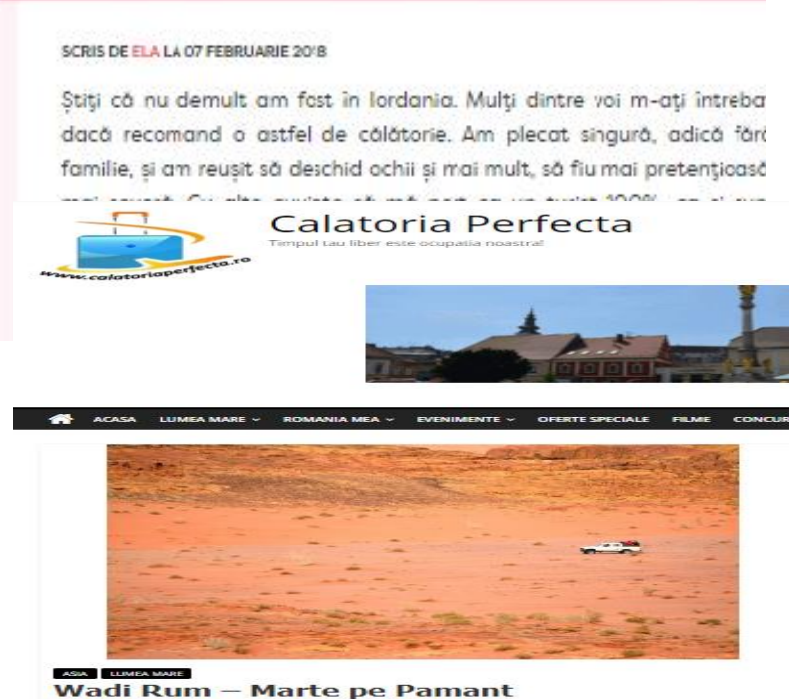 SCRIS DE ELA LA 07 FEBRUARIE 2018
Știți că nu demult am fost în Iordania. Mulți dintre voi m-ați întrebat
dacă recomand o astfel de călătorie. Am plecat singură, adică fără
familie, și am reușit să deschid ochii și mai mult, să fiu mai pretențioasă
Calatoria Perfecta
Timpul tau liber este ocupatia noastra!
www.calatoriaperfecta.ro
ACASA LUMEA MARE ROMANIA MEA EVENIMENTE OFERTE SPECIALE FILME CONCUR
ASIA LUMEA MARE
Wadi Rum – Marte pe Pamant